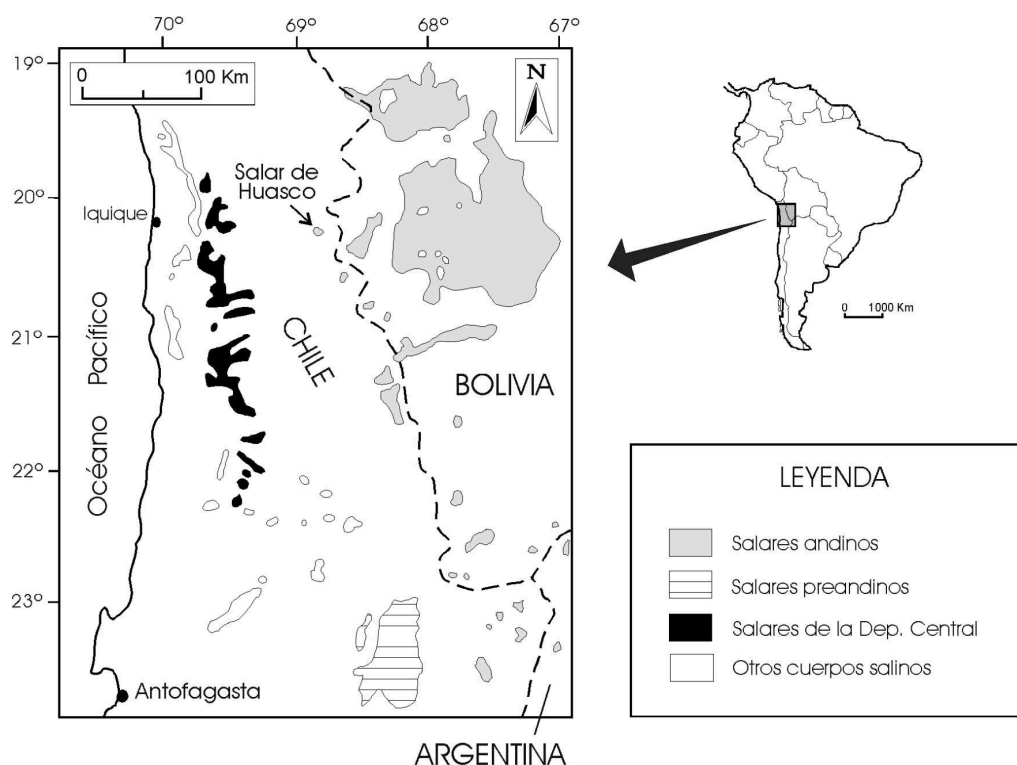 70°
69°
68°
67°
19°
0
100 Km
N
Salar de
Huasco
20°
Iquique
21°
CHILE
Océano Pacífico
BOLIVIA
22°
23°
Antofagasta
ARGENTINA
0
1000 Km
LEYENDA
Salares andinos
Salares preandinos
Salares de la Dep. Central
Otros cuerpos salinos